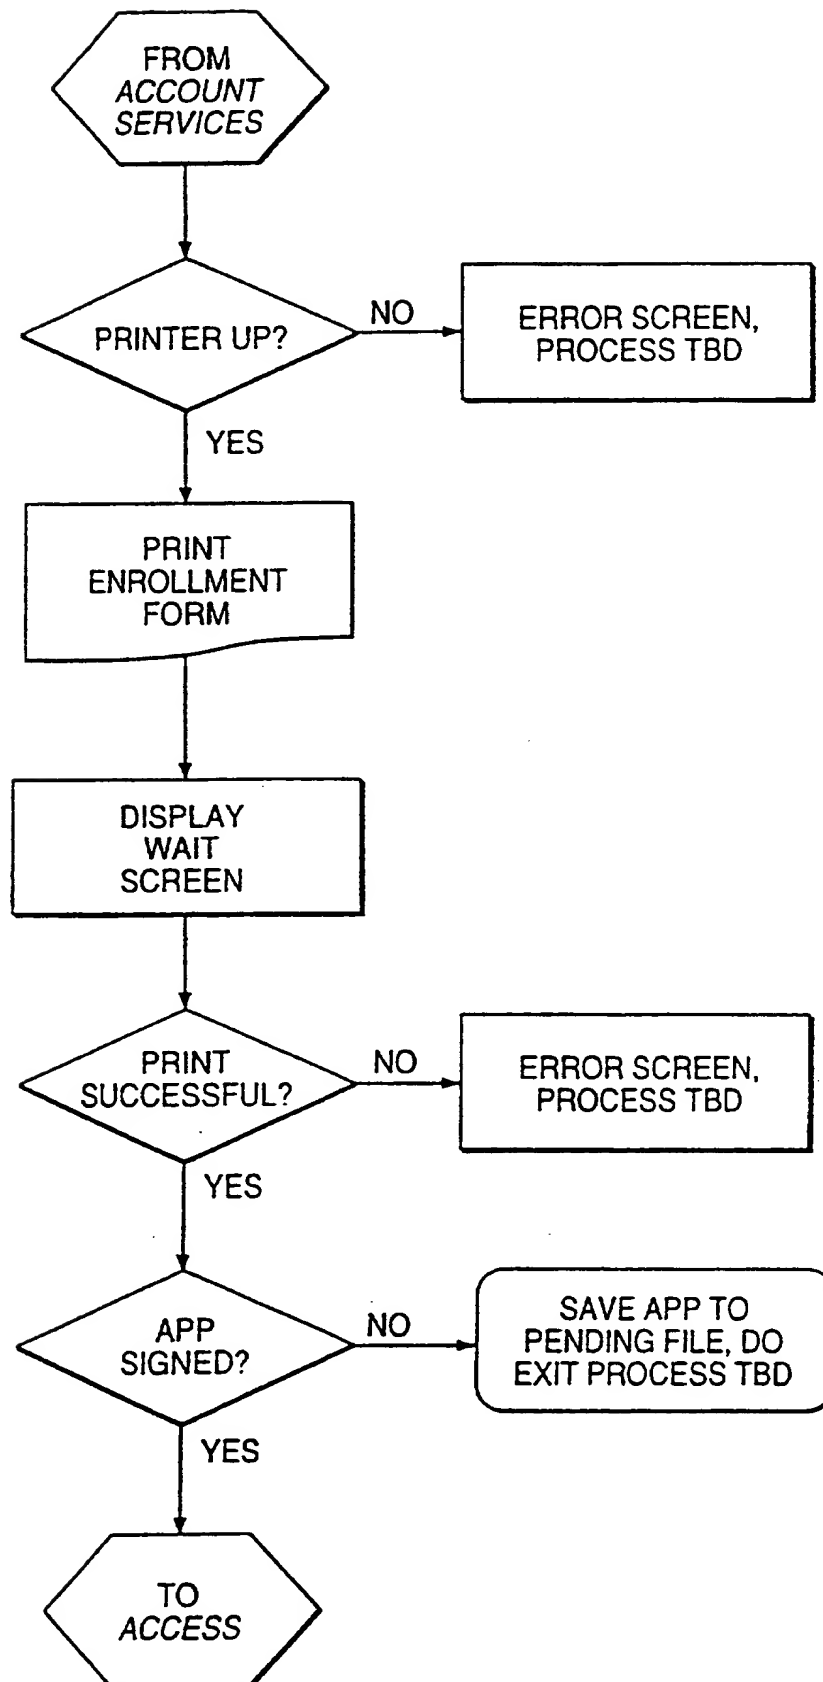 FROM
ACCOUNT
SERVICES
PRINTER UP?
NO
ERROR SCREEN,
PROCESS TBD
YES
PRINT
ENROLLMENT
FORM
DISPLAY
WAIT
SCREEN
PRINT
SUCCESSFUL?
NO
ERROR SCREEN,
PROCESS TBD
YES
APP
SIGNED?
NO
SAVE APP TO
PENDING FILE, DO
EXIT PROCESS TBD
YES
TO
ACCESS